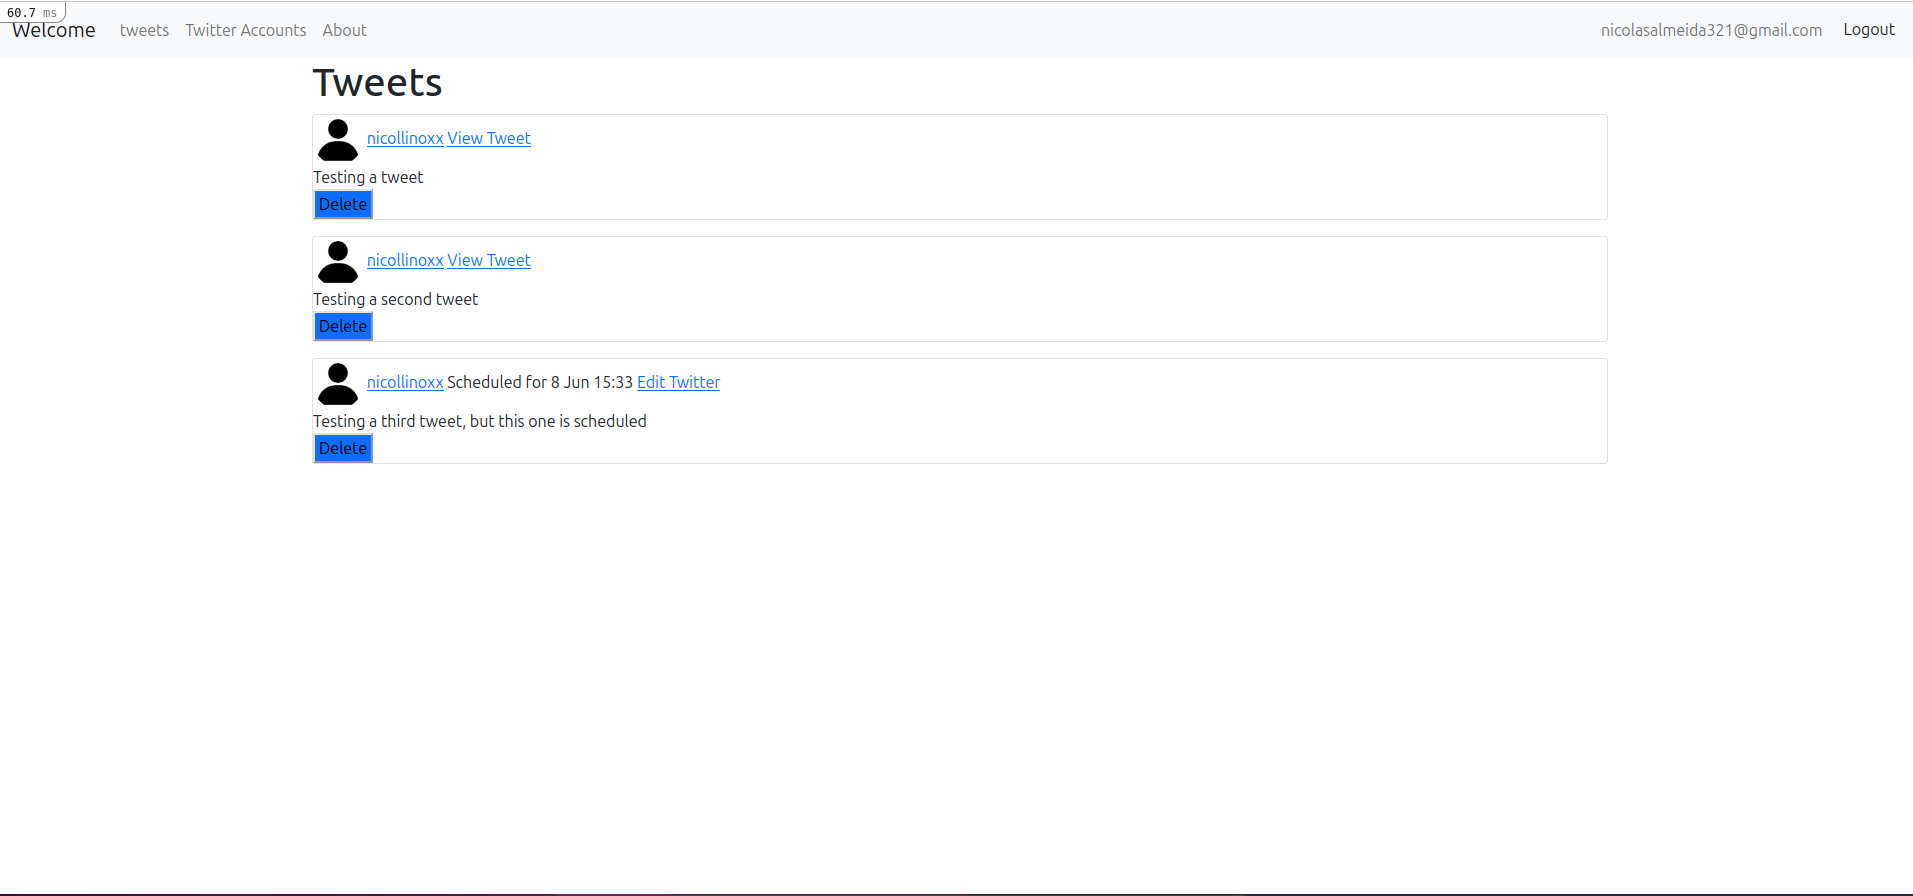 60.7 ms
Welcome tweets Twitter Accounts About nicolasalmeida321@gmail.com Logout
Tweets
nicollinoxx View Tweet
Testing a tweet
Delete
nicollinoxx View Tweet
Testing a second tweet
Delete
nicollinoxx Scheduled for 8 Jun 15:33 Edit Twitter
Testing a third tweet, but this one is scheduled
Delete